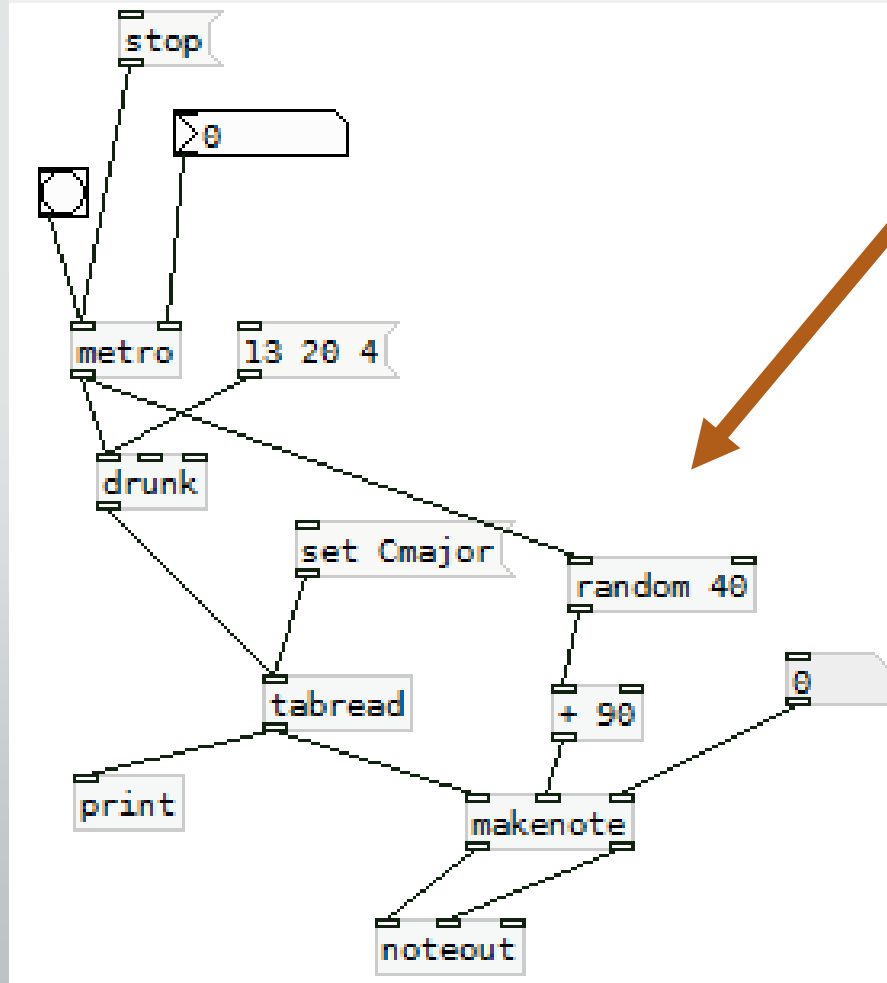 stop
0
metro
13 20 4
drunk
set Cmajor
random 40
tabread
+ 90
0
print
makenote
noteout